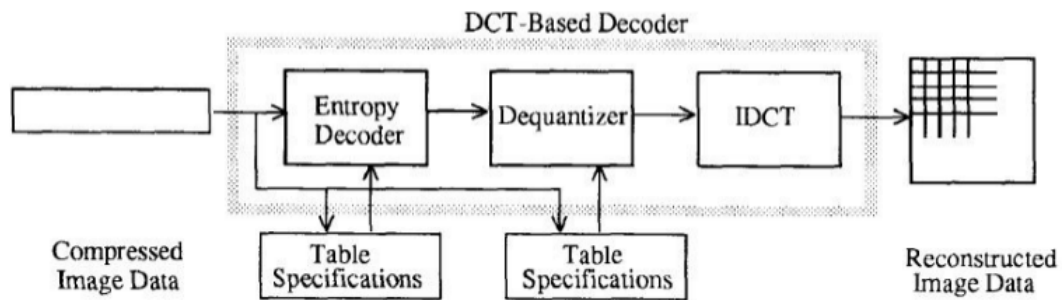 DCT-Based Decoder
Entropy
Decoder
Dequantizer
IDCT
Table
Specifications
Table
Specifications
Compressed
Image Data
Reconstructed
Image Data